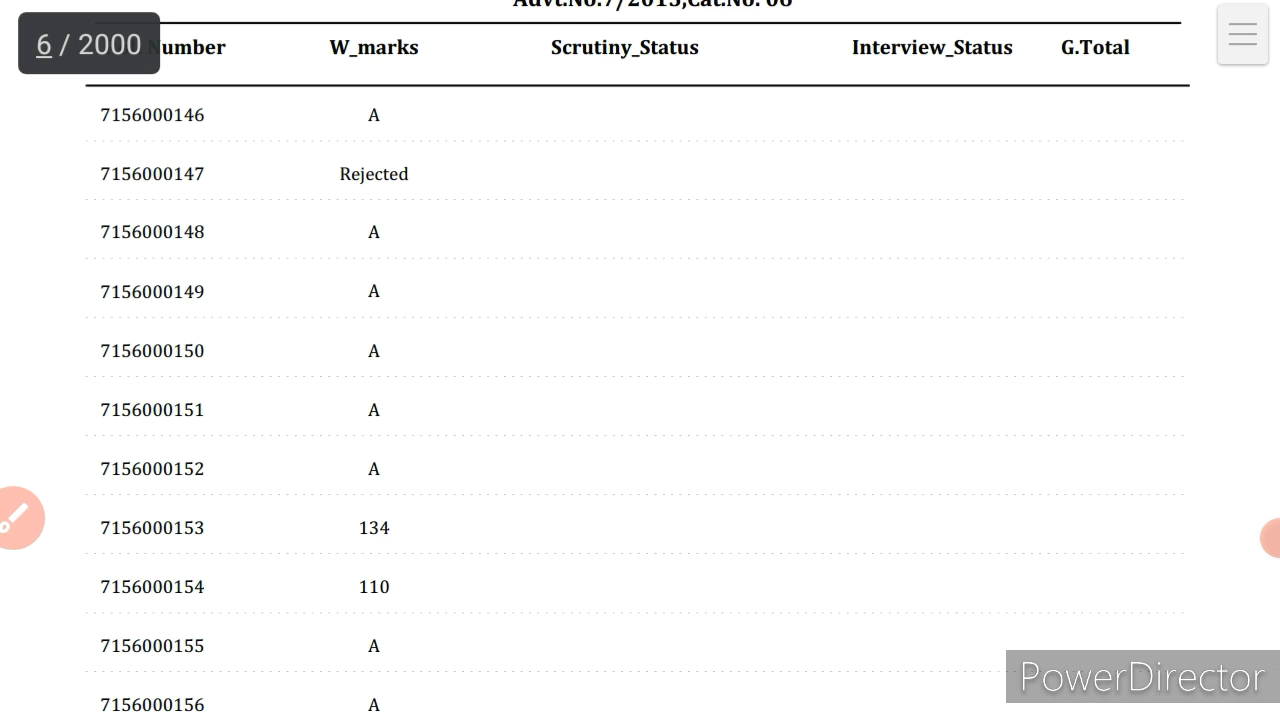 6 / 2000
umber W_marks Scrutiny_Status Interview_Status G.Total
7156000146 A
7156000147 Rejected
7156000148 A
7156000149 A
7156000150 A
7156000151 A
7156000152 A
7156000153 134
7156000154 110
7156000155 A
7156000156 A
PowerDirector